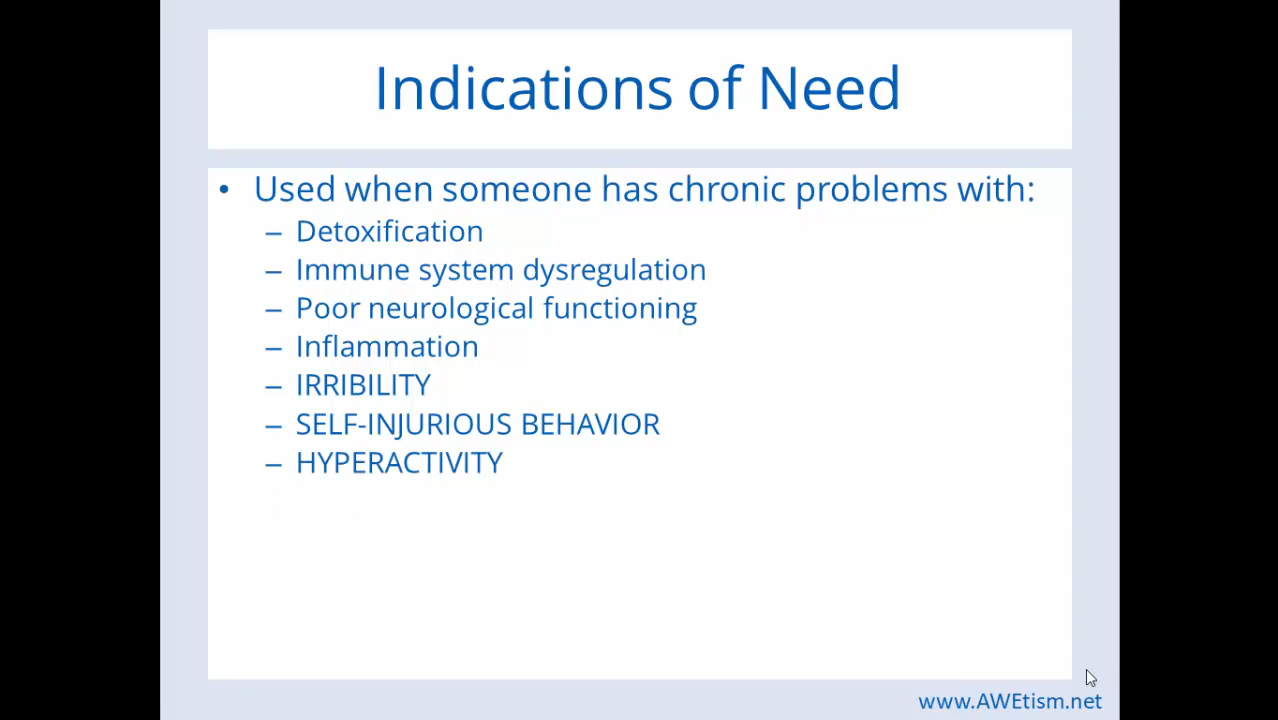 Indications of Need
• Used when someone has chronic problems with:
– Detoxification
– Immune system dysregulation
– Poor neurological functioning
– Inflammation
– IRRIBILITY
– SELF-INJURIOUS BEHAVIOR
– HYPERACTIVITY
www.AWEtism.net